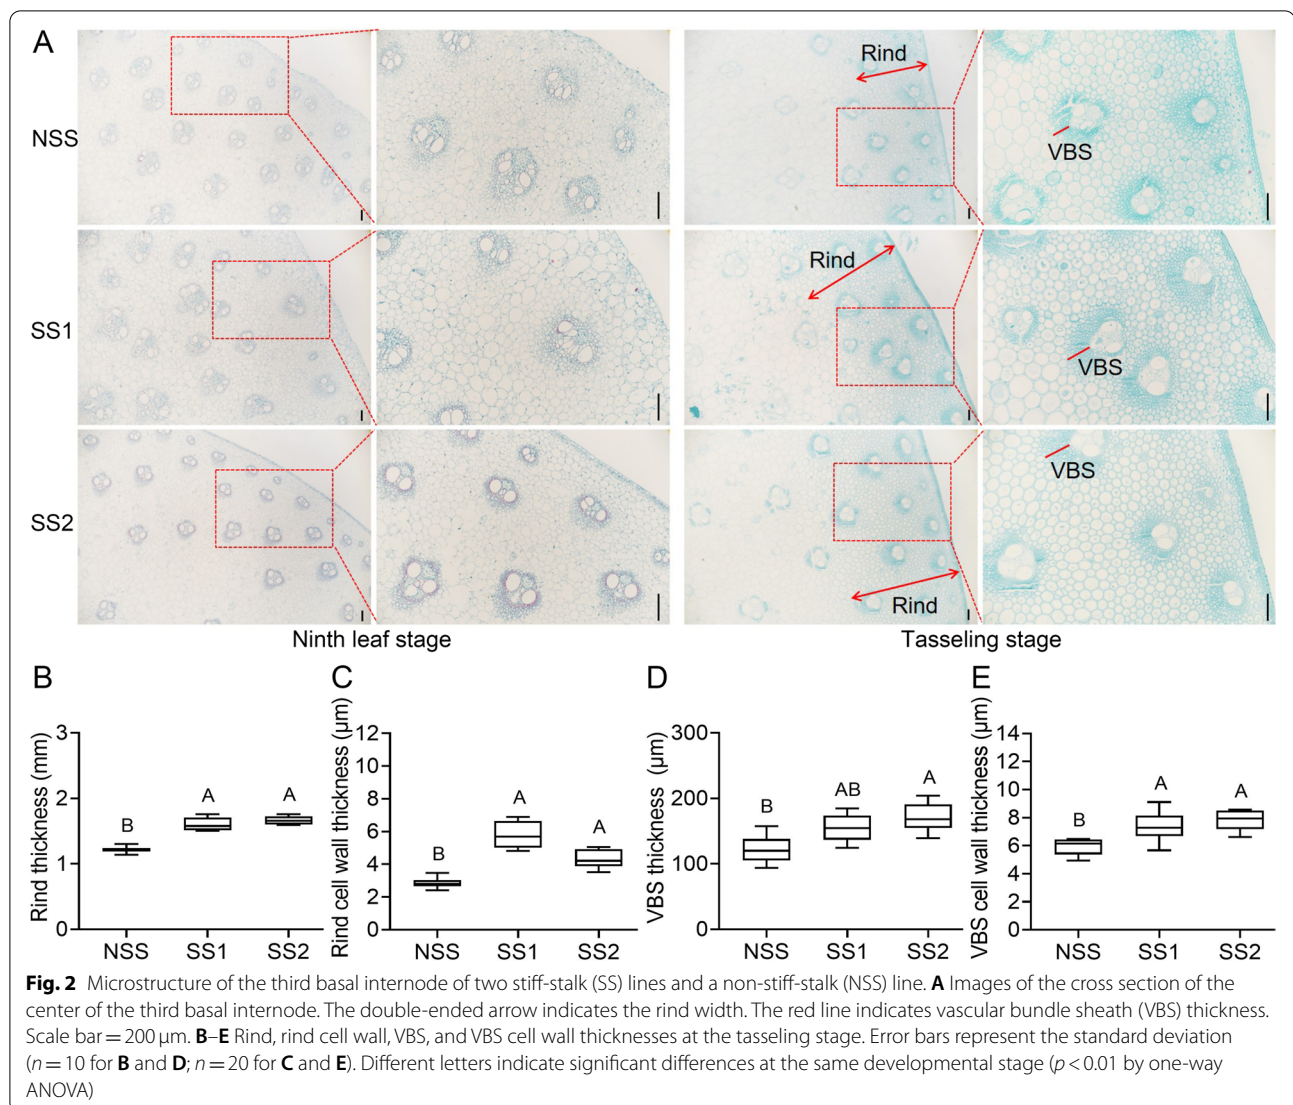 A
NSS
Rind
VBS
SS1
Rind
VBS
SS2
VBS
Rind
Ninth leaf stage
Tasseling stage
B
Rind thickness (mm)
3
2
1
0
B
A
A
NSS
SS1
SS2
C
Rind cell wall thickness (µm)
12
10
8
6
4
2
0
B
A
A
NSS
SS1
SS2
D
VBS thickness (µm)
300
200
100
0
B
AB
A
NSS
SS1
SS2
E
VBS cell wall thickness (µm)
14
12
10
8
6
4
2
0
B
A
A
NSS
SS1
SS2
Fig. 2 Microstructure of the third basal internode of two stiff-stalk (SS) lines and a non-stiff-stalk (NSS) line. A Images of the cross section of the
center of the third basal internode. The double-ended arrow indicates the rind width. The red line indicates vascular bundle sheath (VBS) thickness.
Scale bar = 200 µm. B–E Rind, rind cell wall, VBS, and VBS cell wall thicknesses at the tasseling stage. Error bars represent the standard deviation
(n = 10 for B and D; n = 20 for C and E). Different letters indicate significant differences at the same developmental stage (p < 0.01 by one-way
ANOVA)